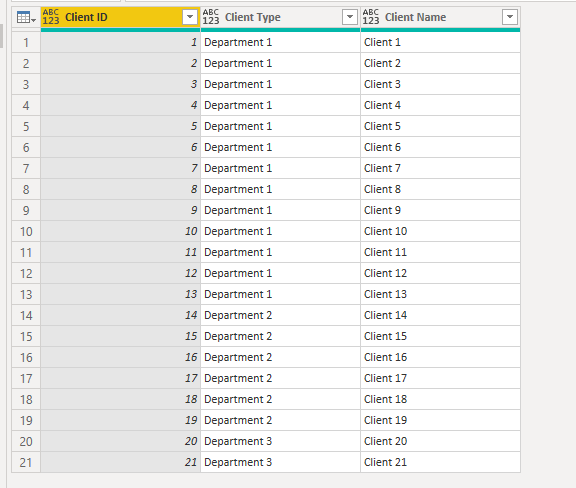 ABC 123 Client ID ABC 123 Client Type ABC 123 Client Name
1 1 Department 1 Client 1
2 2 Department 1 Client 2
3 3 Department 1 Client 3
4 4 Department 1 Client 4
5 5 Department 1 Client 5
6 6 Department 1 Client 6
7 7 Department 1 Client 7
8 8 Department 1 Client 8
9 9 Department 1 Client 9
10 10 Department 1 Client 10
11 11 Department 1 Client 11
12 12 Department 1 Client 12
13 13 Department 1 Client 13
14 14 Department 2 Client 14
15 15 Department 2 Client 15
16 16 Department 2 Client 16
17 17 Department 2 Client 17
18 18 Department 2 Client 18
19 19 Department 2 Client 19
20 20 Department 3 Client 20
21 21 Department 3 Client 21